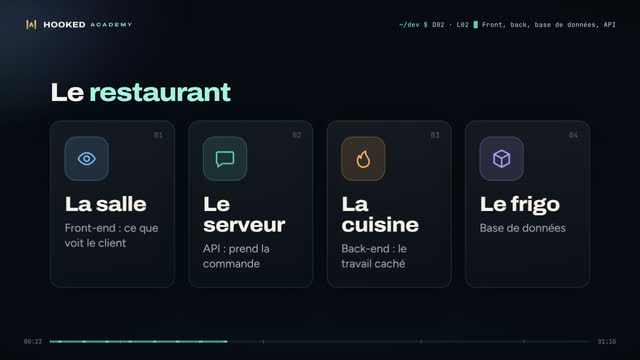 HOOKED ACADEMY
~/dev $ D02 · L02 Front, back, base de données, API
Le restaurant
01
La salle
Front-end : ce que
voit le client
02
Le
serveur
API : prend la
commande
03
La
cuisine
Back-end : le
travail caché
04
Le frigo
Base de données
00:23
01:10